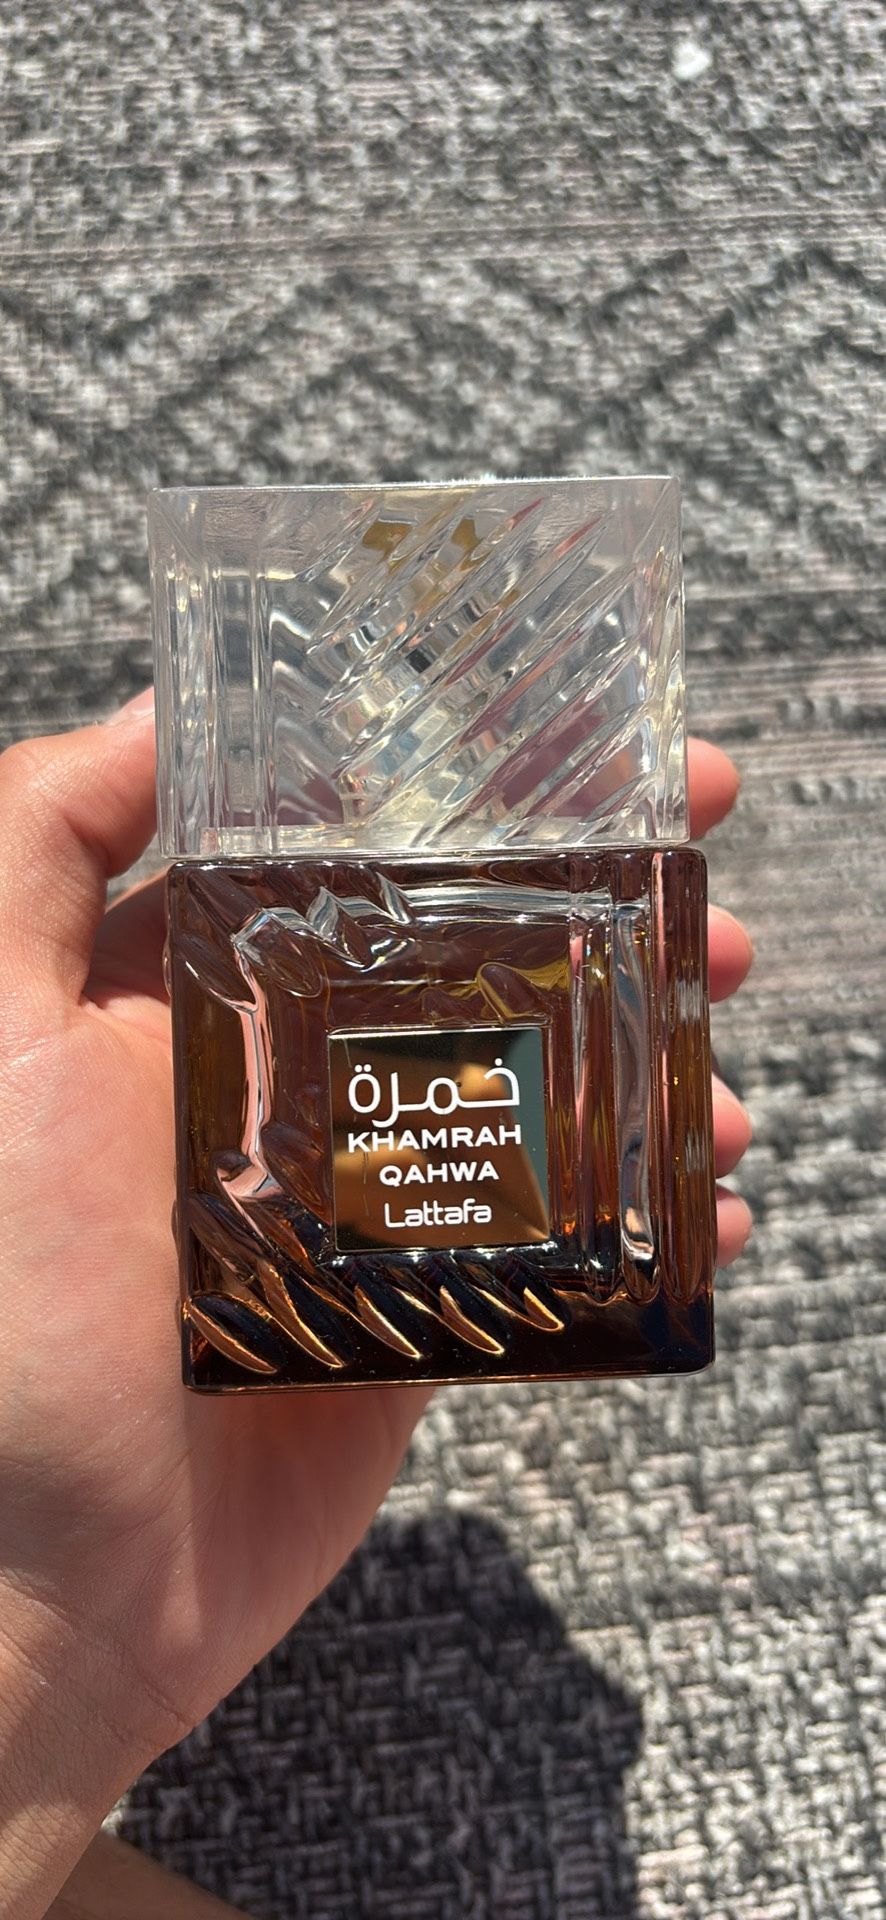 خمرة
KHAMRAH
QAHWA
Lattafa